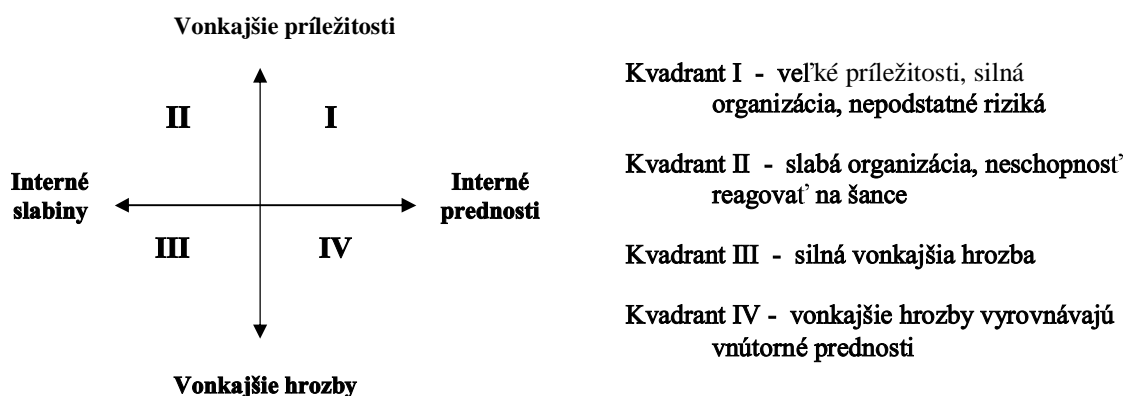 Vonkajšie príležitosti
II
I
Interné
slabiny
Interné
prednosti
III
IV
Vonkajšie hrozby
Kvadrant I - veľké príležitosti, silná
organizácia, nepodstatné riziká
Kvadrant II - slabá organizácia, neschopnosť
reagovať na šance
Kvadrant III - silná vonkajšia hrozba
Kvadrant IV - vonkajšie hrozby vyrovnávajú
vnútorné prednosti